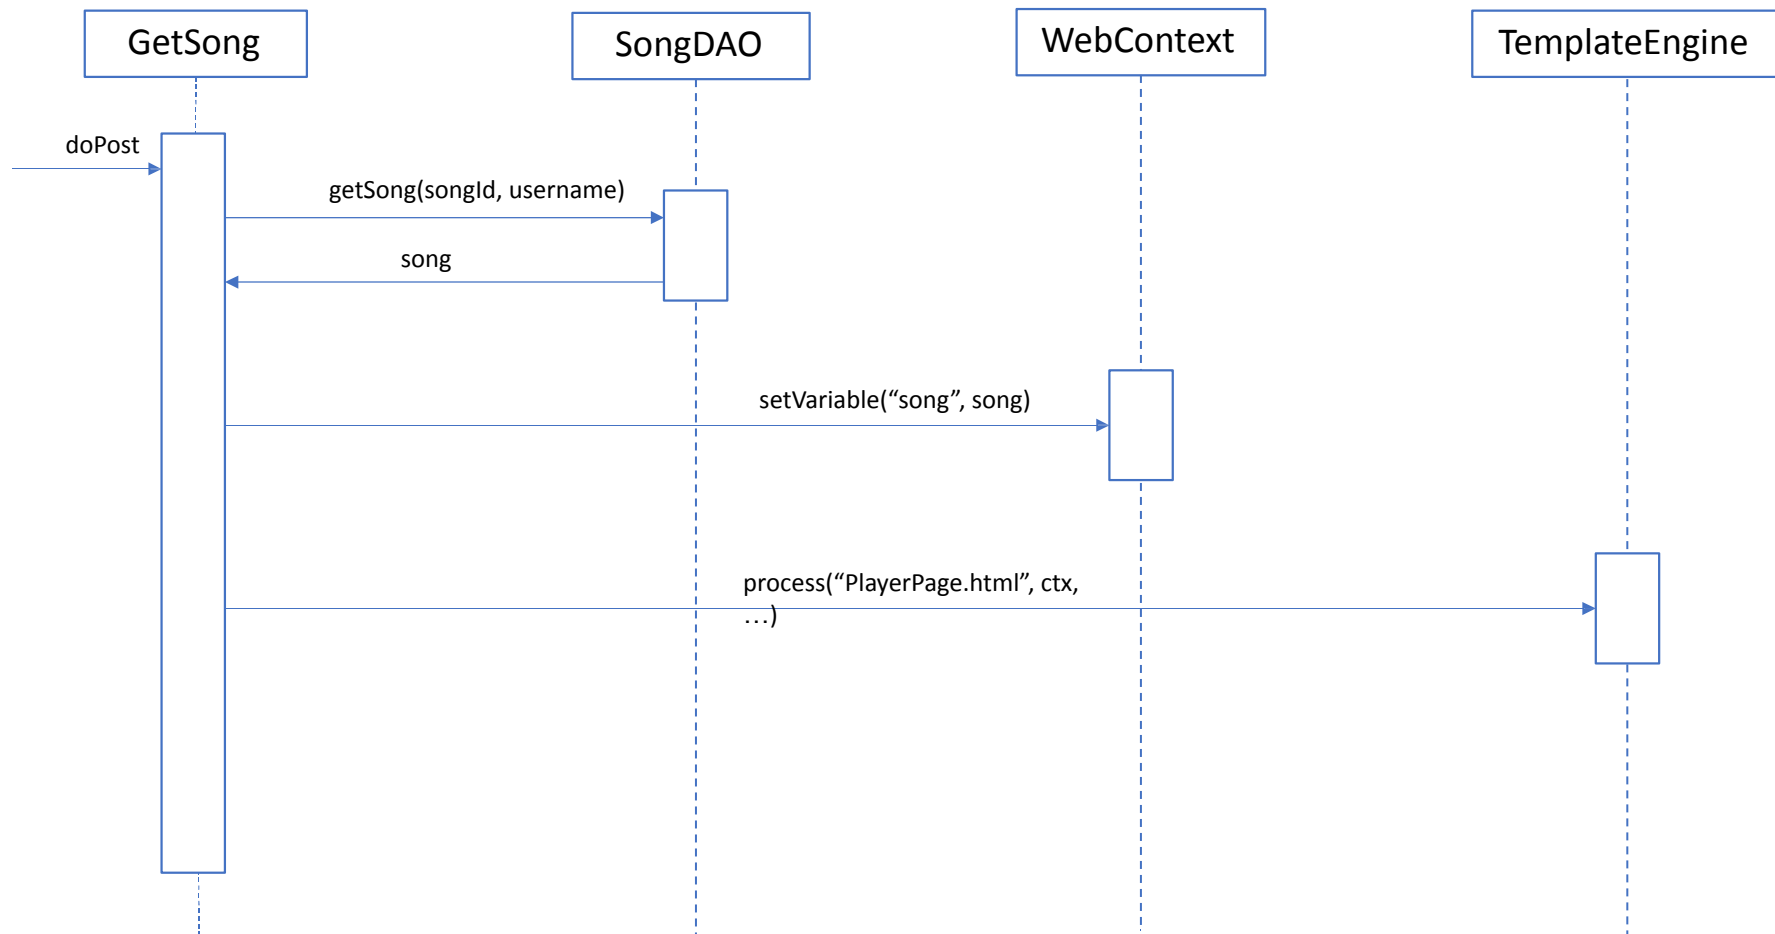 GetSong
SongDAO
WebContext
TemplateEngine
doPost
getSong(songId, username)
song
setVariable(“song”, song)
process(“PlayerPage.html”, ctx,
…)